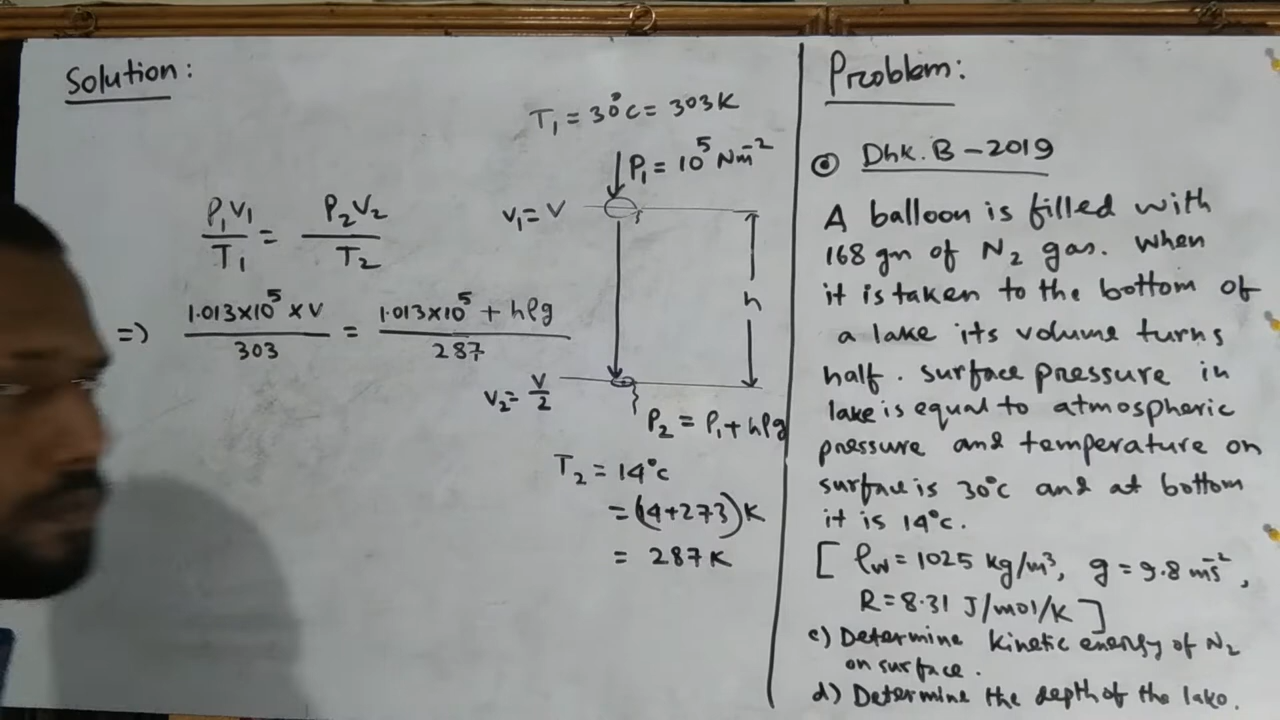 Solution:
T₁ = 30°C = 303K
P₁ = 10⁵ Nm⁻²
V₁ = V
P₁V₁/T₁ = P₂V₂/T₂
h
=> 1.013×10⁵ × V/303 = 1.013×10⁵ + hρg/287
V₂ = V/2
P₂ = P₁ + hρg
T₂ = 14°C
= (14+273)K
= 287K
Problem:
Dhk. B - 2019
A balloon is filled with
168 gm of N₂ gas. When
it is taken to the bottom of
a lake its volume turns
half. surface pressure in
lake is equal to atmospheric
pressure and temperature on
surface is 30°C and at bottom
it is 14°C.
[ρw = 1025 kg/m³, g = 9.8 ms⁻²,
R = 8.31 J/mol/K]
c) Determine kinetic energy of N₂
on surface.
d) Determine the depth of the lake.